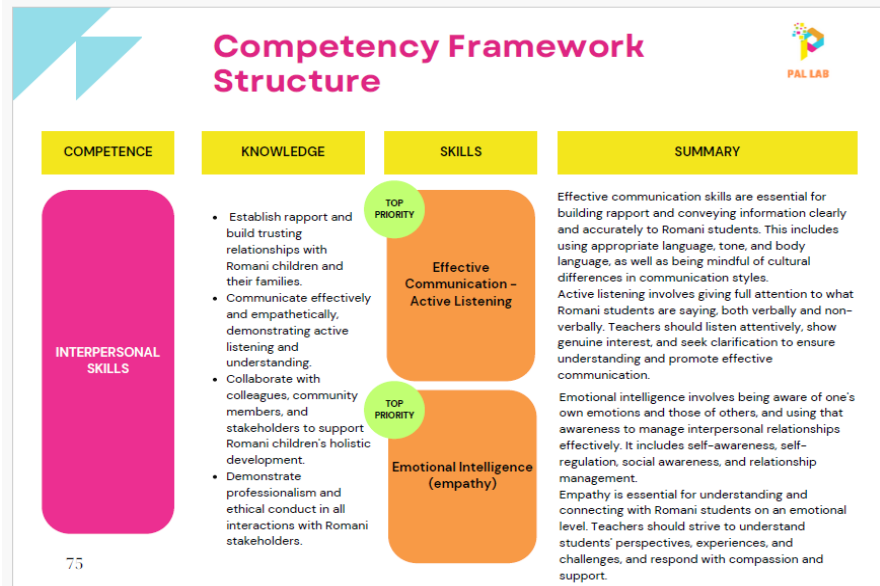 Competency Framework
Structure
PAL LAB
COMPETENCE
KNOWLEDGE
SKILLS
SUMMARY
INTERPERSONAL
SKILLS
• Establish rapport and
build trusting
relationships with
Romani children and
their families.
• Communicate effectively
and empathetically,
demonstrating active
listening and
understanding.
• Collaborate with
colleagues, community
members, and
stakeholders to support
Romani children's holistic
development.
• Demonstrate
professionalism and
ethical conduct in all
interactions with Romani
stakeholders.
TOP
PRIORITY
Effective
Communication -
Active Listening
TOP
PRIORITY
Emotional Intelligence
(empathy)
Effective communication skills are essential for
building rapport and conveying information clearly
and accurately to Romani students. This includes
using appropriate language, tone, and body
language, as well as being mindful of cultural
differences in communication styles.
Active listening involves giving full attention to what
Romani students are saying, both verbally and non-
verbally. Teachers should listen attentively, show
genuine interest, and seek clarification to ensure
understanding and promote effective
communication.
Emotional intelligence involves being aware of one's
own emotions and those of others, and using that
awareness to manage interpersonal relationships
effectively. It includes self-awareness, self-
regulation, social awareness, and relationship
management.
Empathy is essential for understanding and
connecting with Romani students on an emotional
level. Teachers should strive to understand
students' perspectives, experiences, and
challenges, and respond with compassion and
support.
75